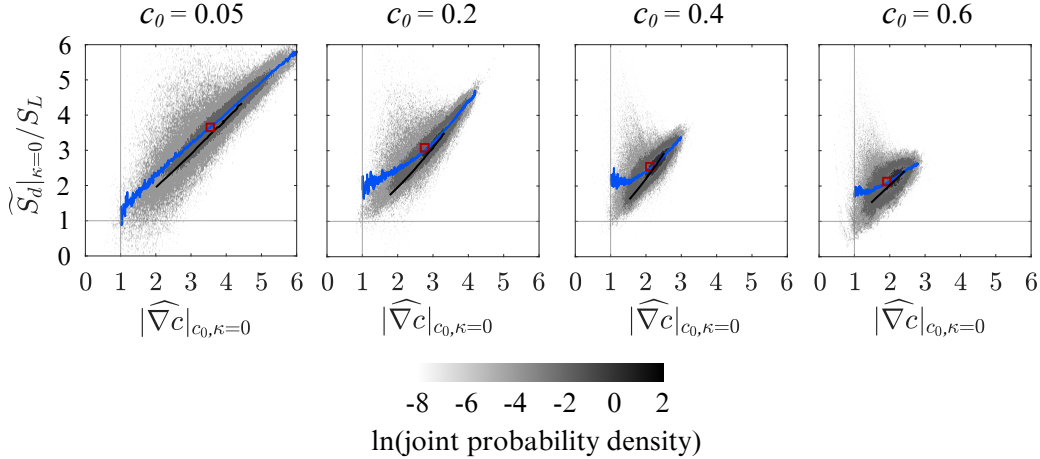 c₀ = 0.05 c₀ = 0.2 c₀ = 0.4 c₀ = 0.6
6
5
4
3
2
1
0
S̃_d|_{κ=0}/S_L
0 1 2 3 4 5 6 0 1 2 3 4 5 6 0 1 2 3 4 5 6 0 1 2 3 4 5 6
|∇̂c|_{c₀,κ=0} |∇̂c|_{c₀,κ=0} |∇̂c|_{c₀,κ=0} |∇̂c|_{c₀,κ=0}
-8 -6 -4 -2 0 2
ln(joint probability density)